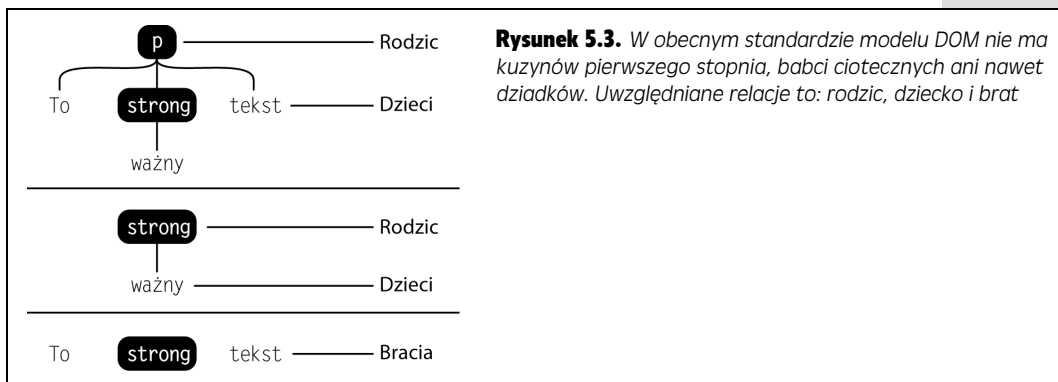 p Rodzic
To strong tekst Dzieci
ważny
strong Rodzic
ważny Dzieci
To strong tekst Bracia
Rysunek 5.3. W obecnym standardzie modelu DOM nie ma
kuzynów pierwszego stopnia, babci ciotecznych ani nawet
dziadków. Uwzględniane relacje to: rodzic, dziecko i brat